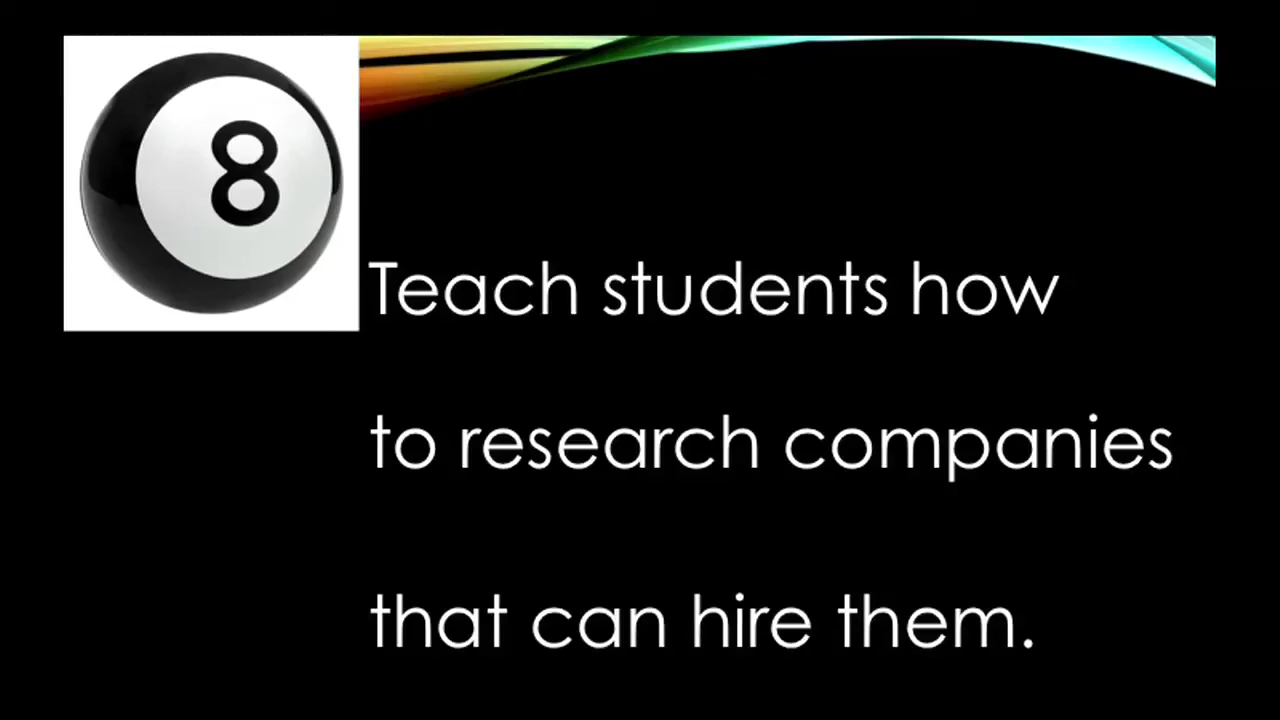 8
Teach students how
to research companies
that can hire them.